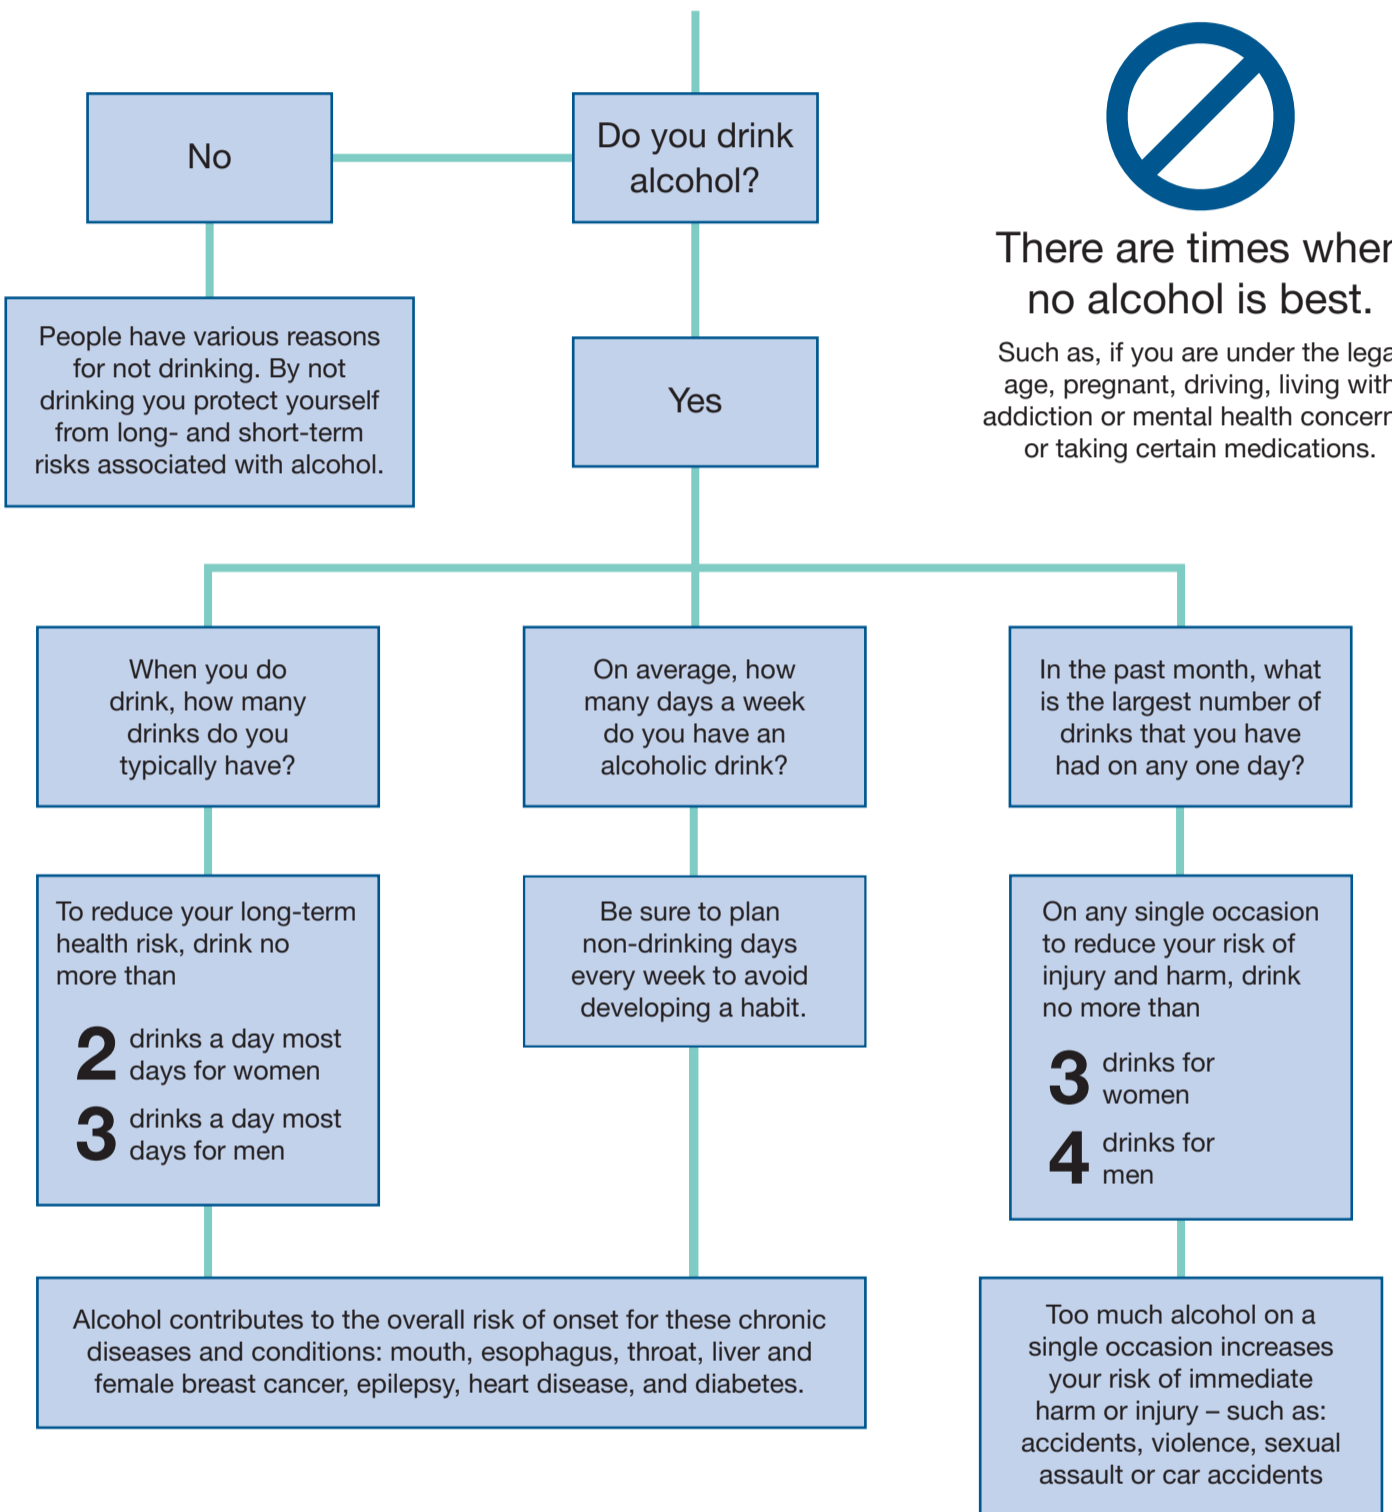 No
Do you drink
alcohol?
There are times when
no alcohol is best.
Such as, if you are under the lega
age, pregnant, driving, living with
addiction or mental health concern
or taking certain medications.
People have various reasons
for not drinking. By not
drinking you protect yourself
from long- and short-term
risks associated with alcohol.
Yes
When you do
drink, how many
drinks do you
typically have?
On average, how
many days a week
do you have an
alcoholic drink?
In the past month, what
is the largest number of
drinks that you have
had on any one day?
To reduce your long-term
health risk, drink no
more than
2 drinks a day most
days for women
3 drinks a day most
days for men
Be sure to plan
non-drinking days
every week to avoid
developing a habit.
On any single occasion
to reduce your risk of
injury and harm, drink
no more than
3 drinks for
women
4 drinks for
men
Alcohol contributes to the overall risk of onset for these chronic
diseases and conditions: mouth, esophagus, throat, liver and
female breast cancer, epilepsy, heart disease, and diabetes.
Too much alcohol on a
single occasion increases
your risk of immediate
harm or injury – such as:
accidents, violence, sexual
assault or car accidents